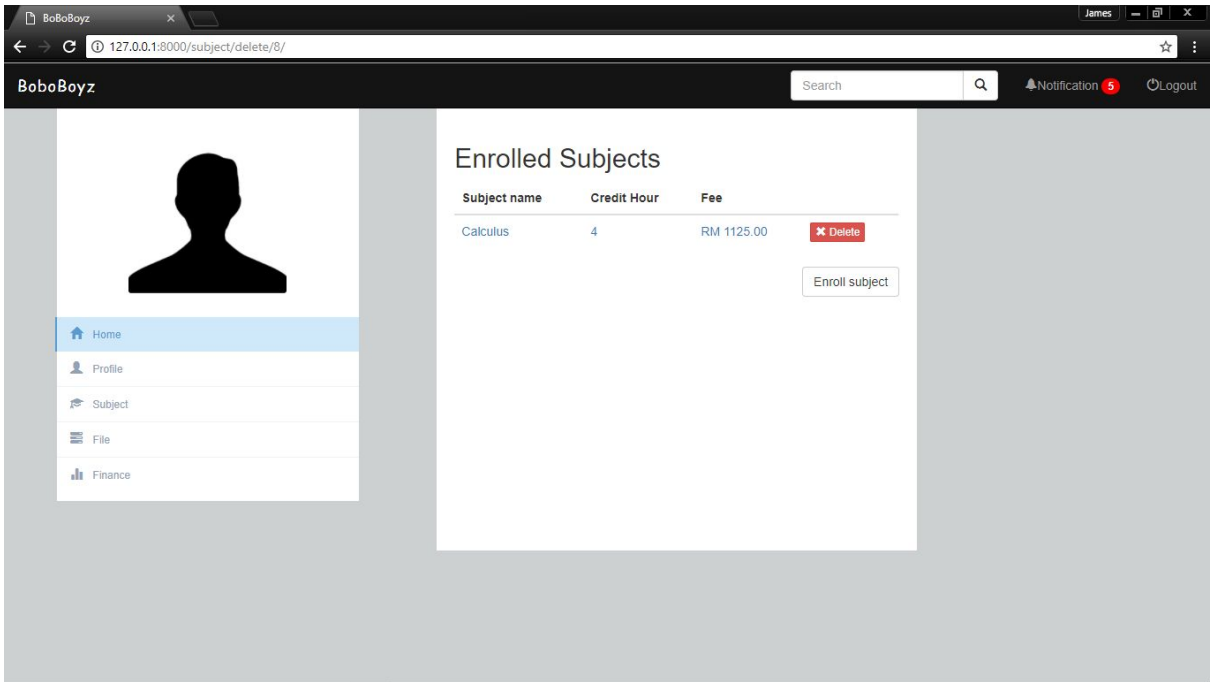 BoBoBoyz
James
127.0.0.1:8000/subject/delete/8/
BoboBoyz
Search
Notification 5
Logout
Enrolled Subjects
Subject name Credit Hour Fee
Calculus 4 RM 1125.00 Delete
Enroll subject
Home
Profile
Subject
File
Finance